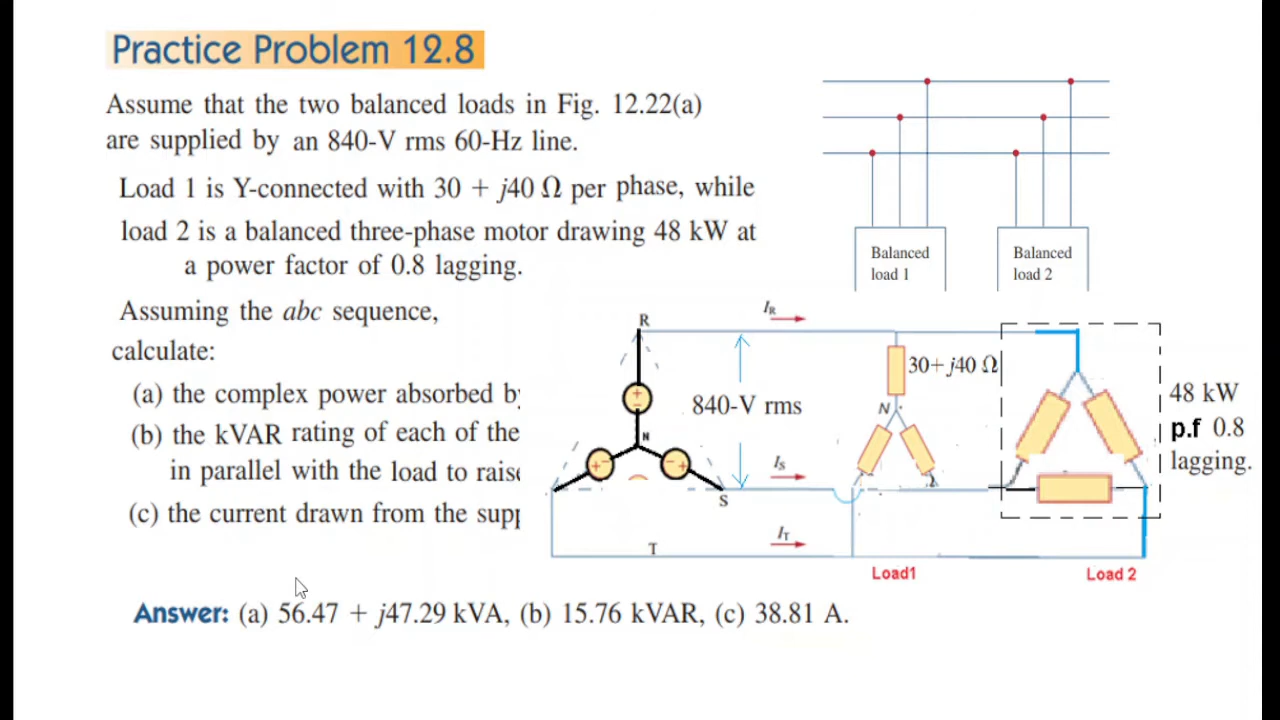 Practice Problem 12.8
Assume that the two balanced loads in Fig. 12.22(a)
are supplied by an 840-V rms 60-Hz line.
Load 1 is Y-connected with 30 + j40 Ω per phase, while
load 2 is a balanced three-phase motor drawing 48 kW at
a power factor of 0.8 lagging.
Assuming the abc sequence,
calculate:
(a) the complex power absorbed by
(b) the kVAR rating of each of the
in parallel with the load to raise
(c) the current drawn from the supp
Balanced
load 1
Balanced
load 2
R
I_R
30+j40 Ω
840-V rms
N
N
48 kW
p.f 0.8
lagging.
I_S
S
I_T
T
Load1
Load 2
Answer: (a) 56.47 + j47.29 kVA, (b) 15.76 kVAR, (c) 38.81 A.